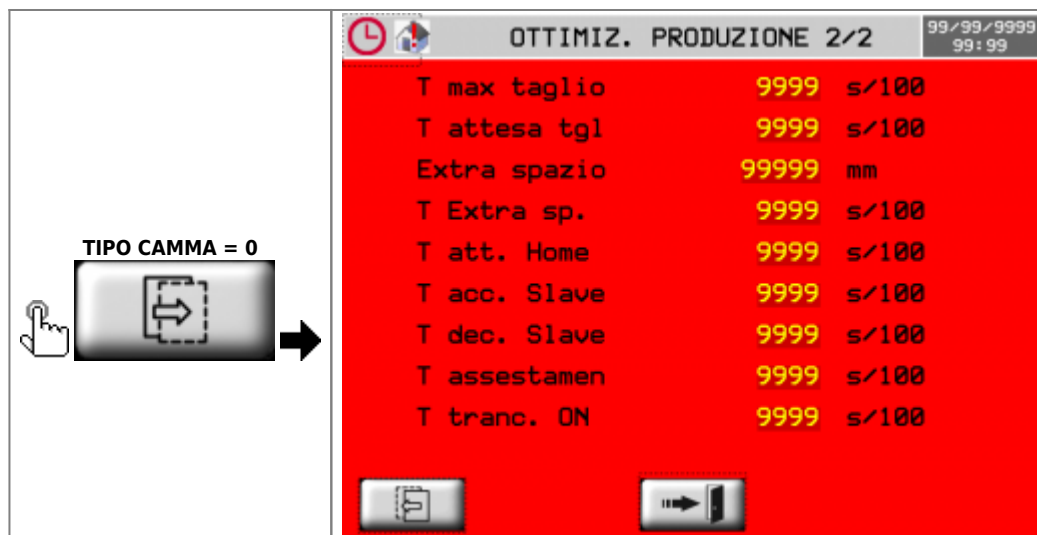 TIPO CAMMA = 0
OTTIMIZ. PRODUZIONE 2/2
99/99/9999
99:99
T max taglio 9999 s/100
T attesa tgl 9999 s/100
Extra spazio 99999 mm
T Extra sp. 9999 s/100
T att. Home 9999 s/100
T acc. Slave 9999 s/100
T dec. Slave 9999 s/100
T assestamen 9999 s/100
T tranc. ON 9999 s/100